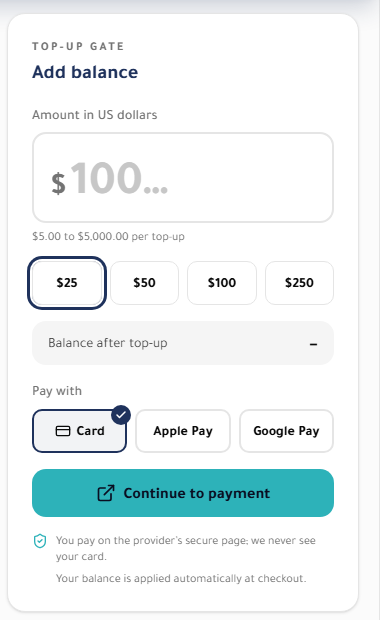 TOP-UP GATE
Add balance
Amount in US dollars
$ 100...
$5.00 to $5,000.00 per top-up
$25 $50 $100 $250
Balance after top-up –
Pay with
Card Apple Pay Google Pay
Continue to payment
You pay on the provider's secure page; we never see
your card.
Your balance is applied automatically at checkout.